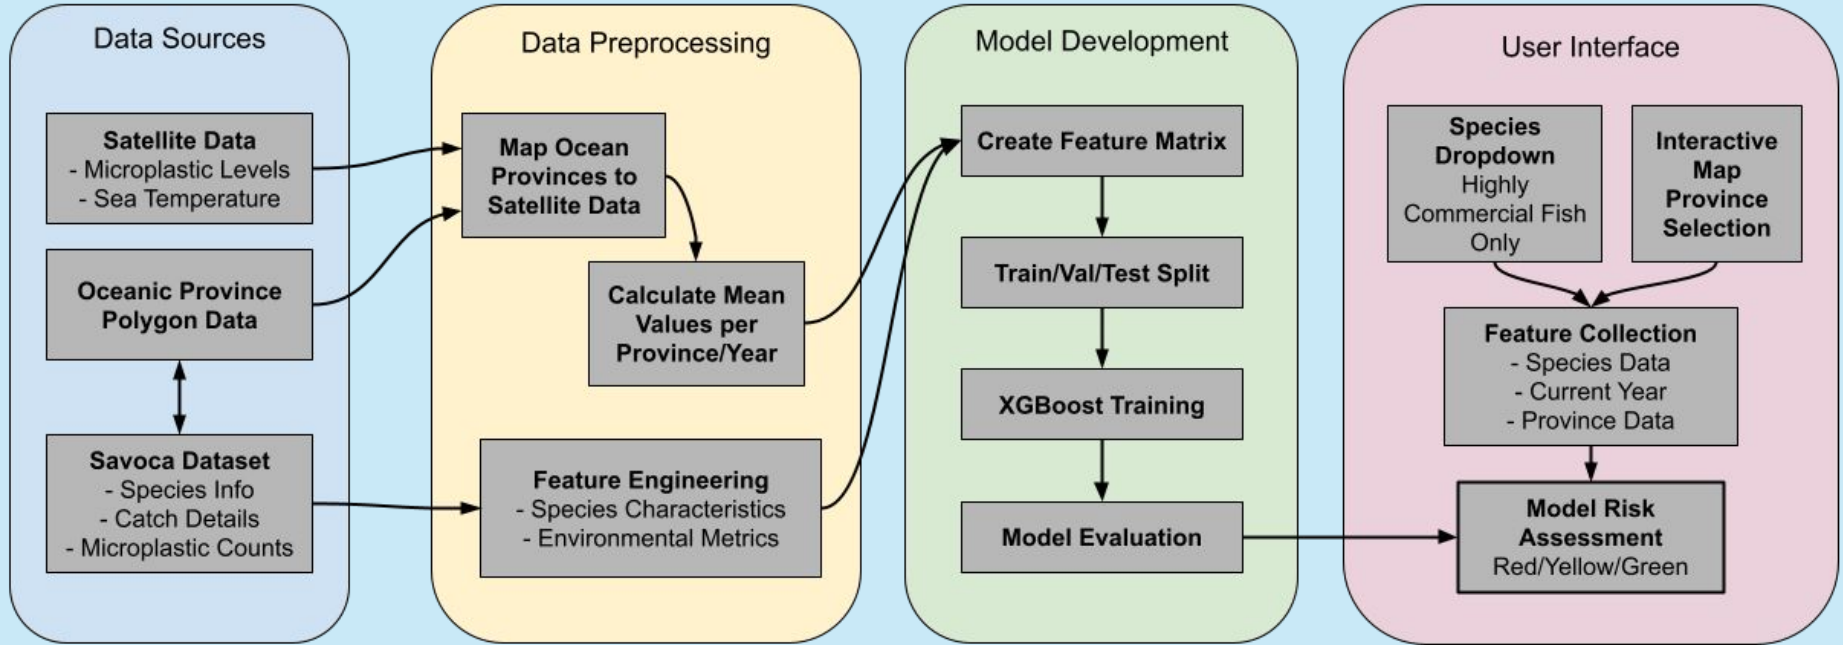 Data Sources
Satellite Data
- Microplastic Levels
- Sea Temperature
Oceanic Province
Polygon Data
Savoca Dataset
- Species Info
- Catch Details
- Microplastic Counts
Data Preprocessing
Map Ocean
Provinces to
Satellite Data
Calculate Mean
Values per
Province/Year
Feature Engineering
- Species Characteristics
- Environmental Metrics
Model Development
Create Feature Matrix
Train/Val/Test Split
XGBoost Training
Model Evaluation
User Interface
Species
Dropdown
Highly
Commercial Fish
Only
Interactive
Map
Province
Selection
Feature Collection
- Species Data
- Current Year
- Province Data
Model Risk
Assessment
Red/Yellow/Green